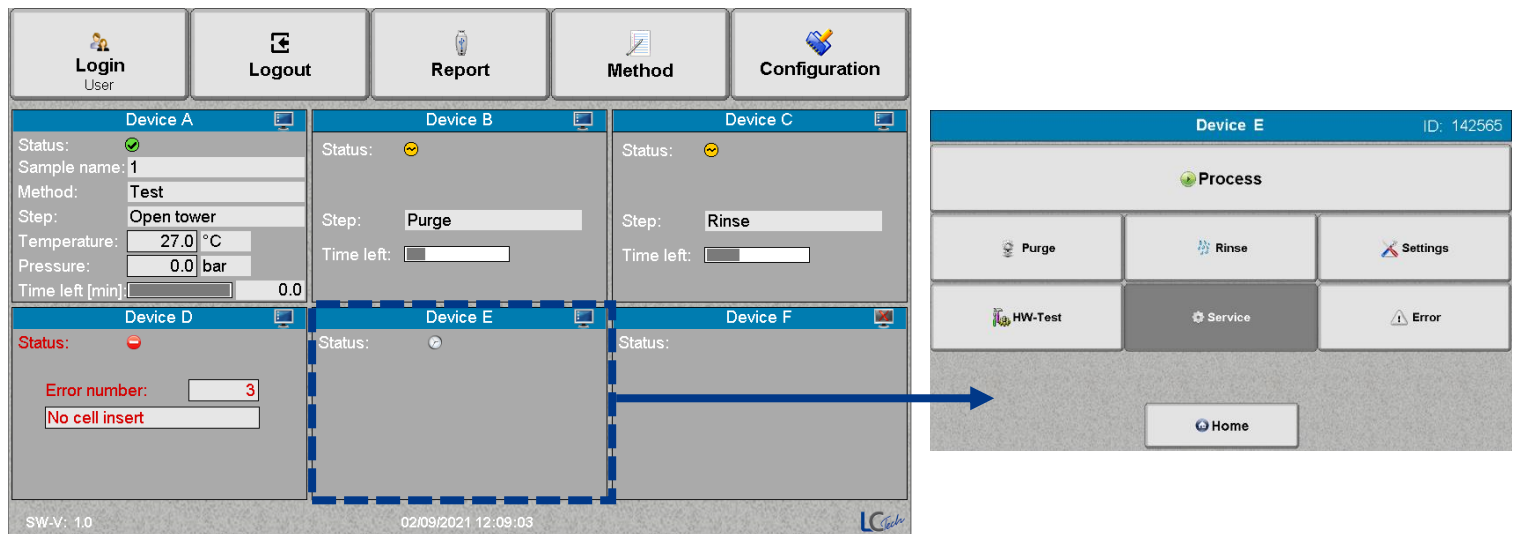 Login
User
Logout
Report
Method
Configuration
Device A
Status:
Sample name: 1
Method: Test
Step: Open tower
Temperature: 27.0 °C
Pressure: 0.0 bar
Time left [min]: 0.0
Device B
Status:
Step: Purge
Time left:
Device C
Status:
Step: Rinse
Time left:
Device D
Status:
Error number: 3
No cell insert
Device E
Status:
Device F
Status:
SW-V: 1.0
02/09/2021 12:09:03
LCTech
Device E
ID: 142565
Process
Purge
Rinse
Settings
HW-Test
Service
Error
Home